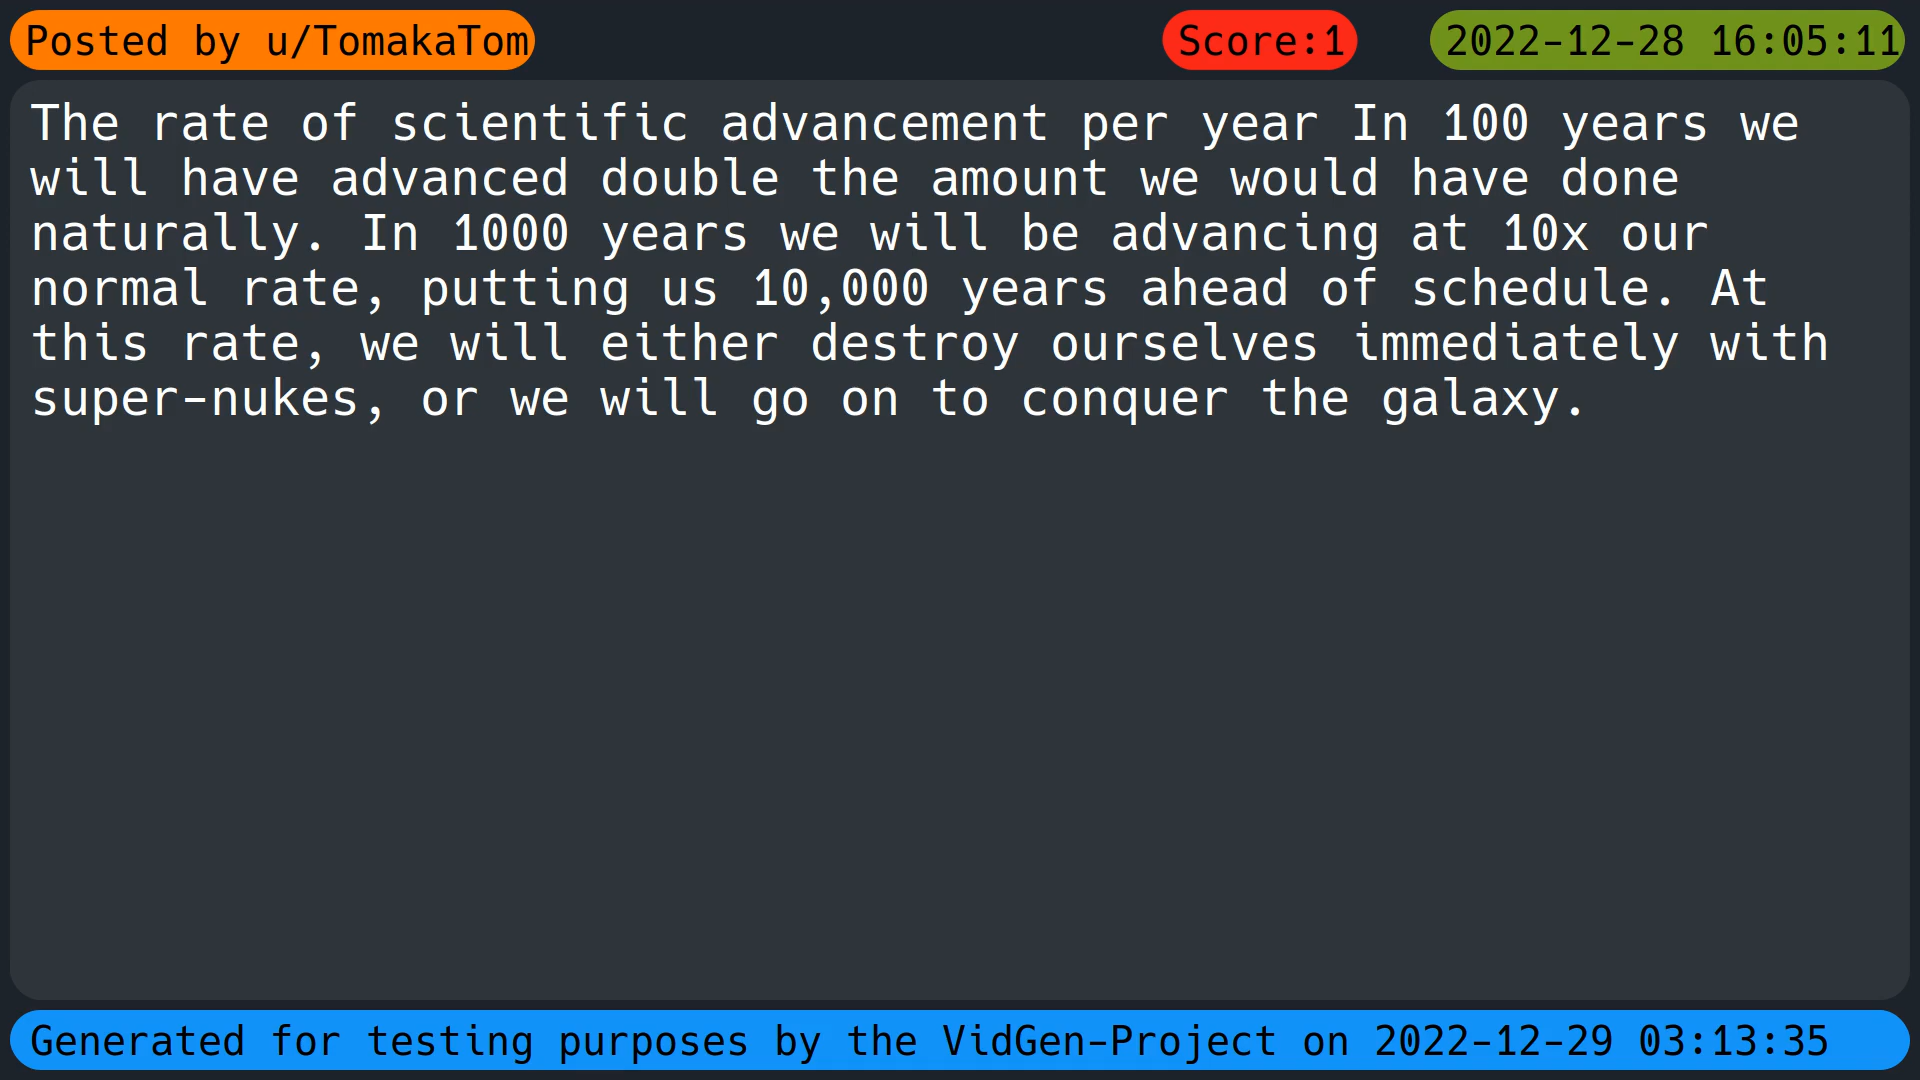 Posted by u/TomakaTom
Score:1
2022-12-28 16:05:11
The rate of scientific advancement per year In 100 years we
will have advanced double the amount we would have done
naturally. In 1000 years we will be advancing at 10x our
normal rate, putting us 10,000 years ahead of schedule. At
this rate, we will either destroy ourselves immediately with
super-nukes, or we will go on to conquer the galaxy.
Generated for testing purposes by the VidGen-Project on 2022-12-29 03:13:35